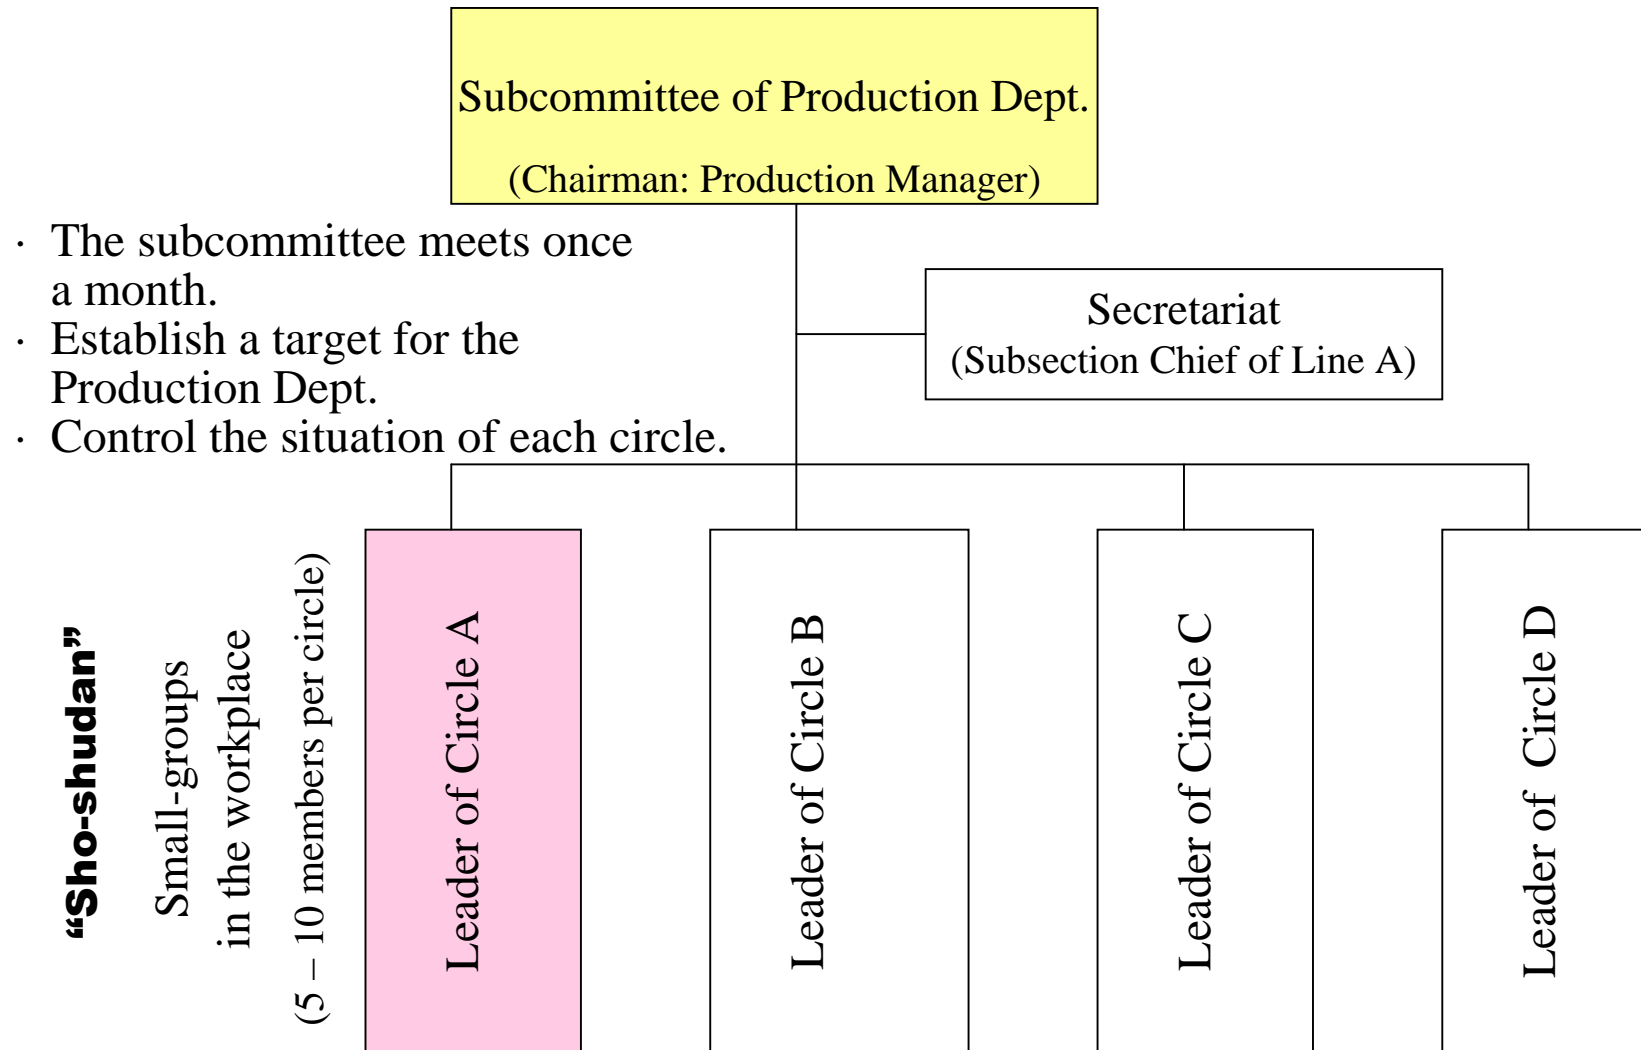 Subcommittee of Production Dept.
(Chairman: Production Manager)
· The subcommittee meets once
a month.
· Establish a target for the
Production Dept.
· Control the situation of each circle.
Secretariat
(Subsection Chief of Line A)
“Sho-shudan”
Small-groups
in the workplace
(5 – 10 members per circle)
Leader of Circle A
Leader of Circle B
Leader of Circle C
Leader of  Circle D